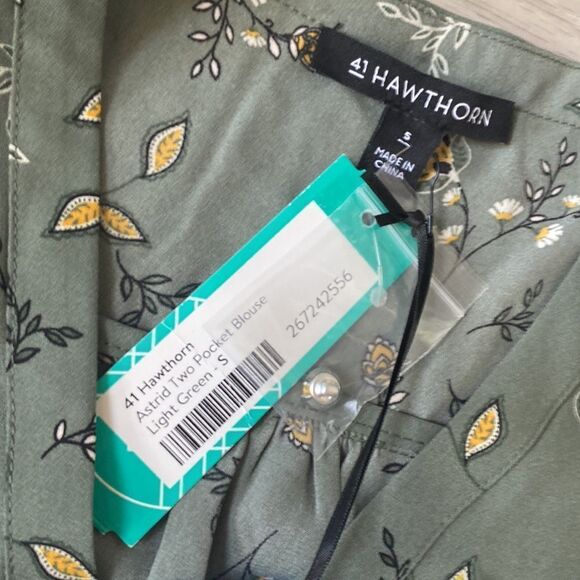 41 HAWTHORN
S
MADE IN
CHINA
41 Hawthorn
Astrid Two Pocket Blouse
Light Green - S
267242556